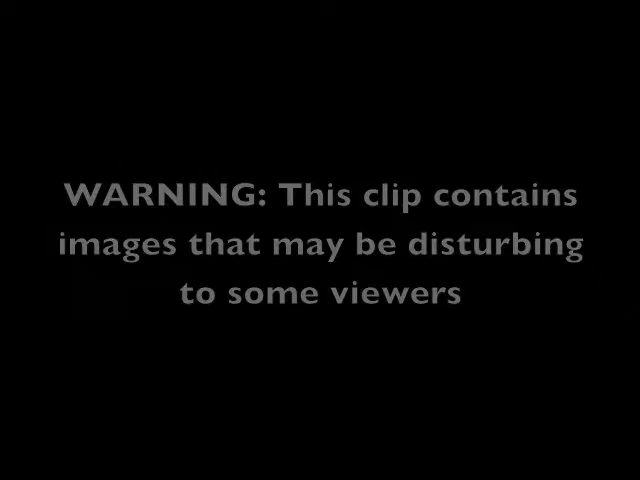 WARNING: This clip contains
images that may be disturbing
to some viewers